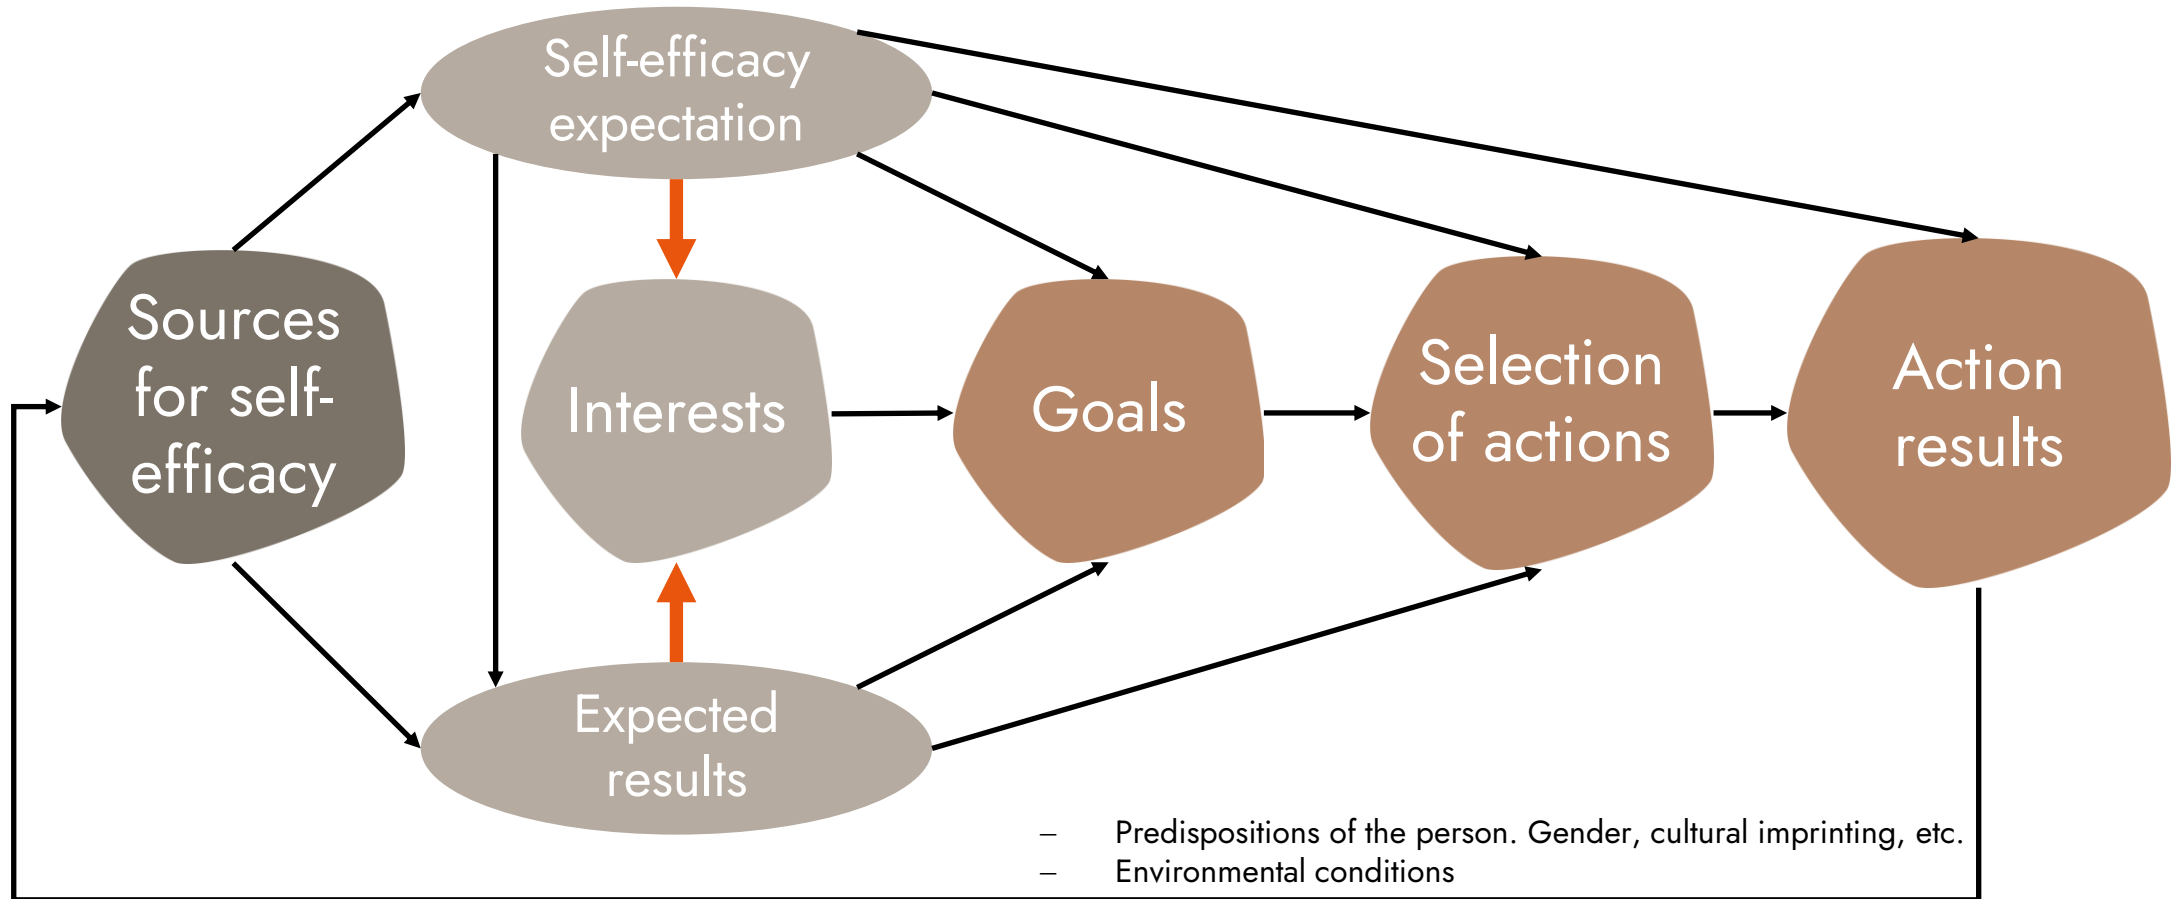 Self-efficacy
expectation
Sources
for self-
efficacy
Interests
Goals
Selection
of actions
Action
results
Expected
results
– Predispositions of the person. Gender, cultural imprinting, etc.
– Environmental conditions